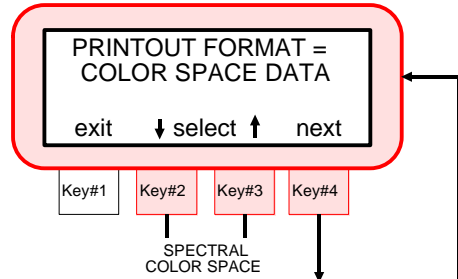 PRINTOUT FORMAT =
COLOR SPACE DATA
exit select next
Key#1 Key#2 Key#3 Key#4
SPECTRAL
COLOR SPACE